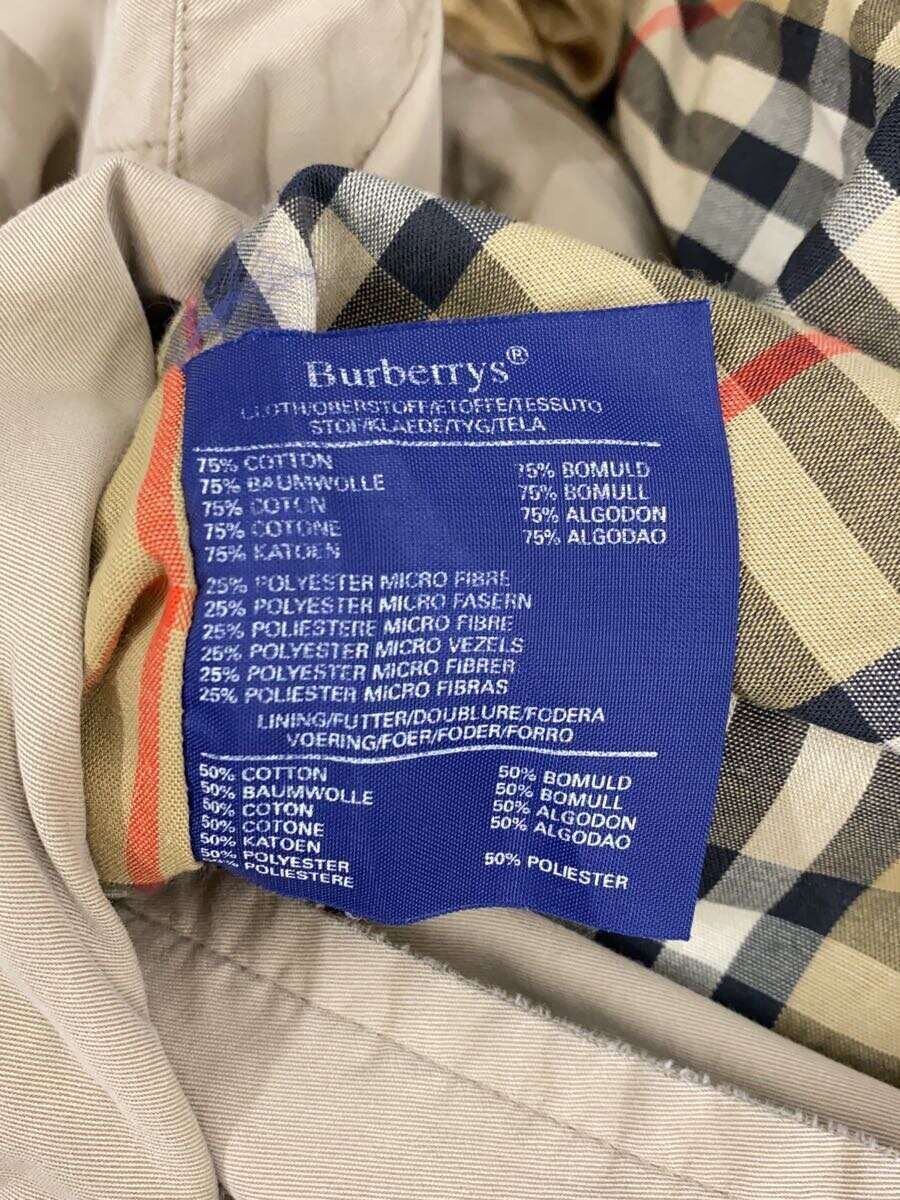 Burberrys®
CLOTH/OBERSTOFF/ETOFFE/TESSUTO
STOF/KLAEDE/TYG/TELA
75% COTTON
75% BAUMWOLLE
75% COTON
75% COTONE
75% KATOEN
75% BOMULD
75% BOMULL
75% ALGODON
75% ALGODAO
25% POLYESTER MICRO FIBRE
25% POLYESTER MICRO FASERN
25% POLIESTERE MICRO FIBRE
25% POLYESTER MICRO VEZELS
25% POLYESTER MICRO FIBRER
25% POLIESTER MICRO FIBRAS
LINING/FUTTER/DOUBLURE/FODERA
VOERING/FOER/FODER/FORRO
50% COTTON
50% BAUMWOLLE
50% COTON
50% COTONE
50% KATOEN
50% POLYESTER
50% POLIESTERE
50% BOMULD
50% BOMULL
50% ALGODON
50% ALGODAO
50% POLIESTER